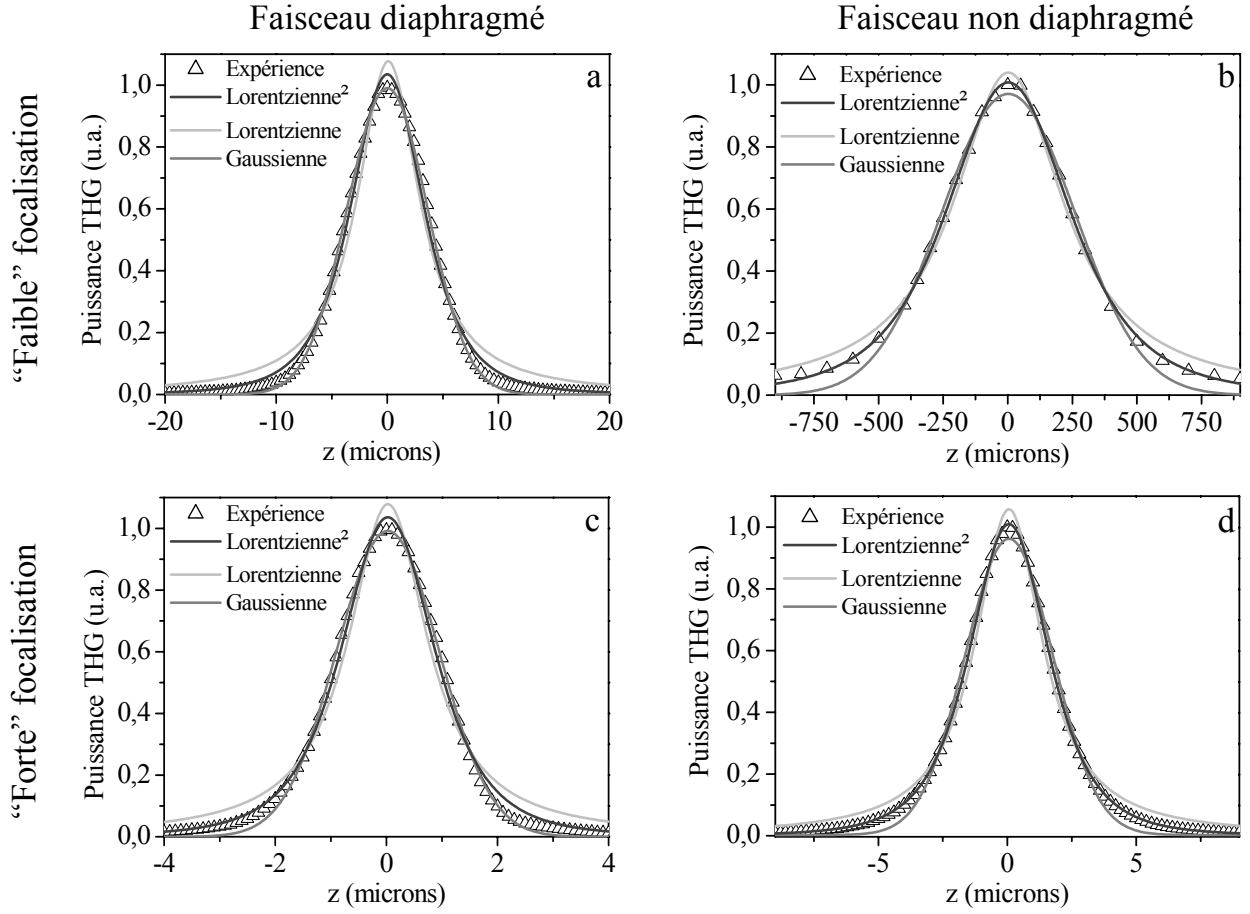 Faisceau diaphragmé
Faisceau non diaphragmé
“Faible” focalisation
“Forte” focalisation
a
Expérience
Lorentzienne²
Lorentzienne
Gaussienne
Puissance THG (u.a.)
1,0
0,8
0,6
0,4
0,2
0,0
-20
-10
0
10
20
z (microns)
b
Expérience
Lorentzienne²
Lorentzienne
Gaussienne
Puissance THG (u.a.)
1,0
0,8
0,6
0,4
0,2
0,0
-750
-500
-250
0
250
500
750
z (microns)
c
Expérience
Lorentzienne²
Lorentzienne
Gaussienne
Puissance THG (u.a.)
1,0
0,8
0,6
0,4
0,2
0,0
-4
-2
0
2
4
z (microns)
d
Expérience
Lorentzienne²
Lorentzienne
Gaussienne
Puissance THG (u.a.)
1,0
0,8
0,6
0,4
0,2
0,0
-5
0
5
z (microns)